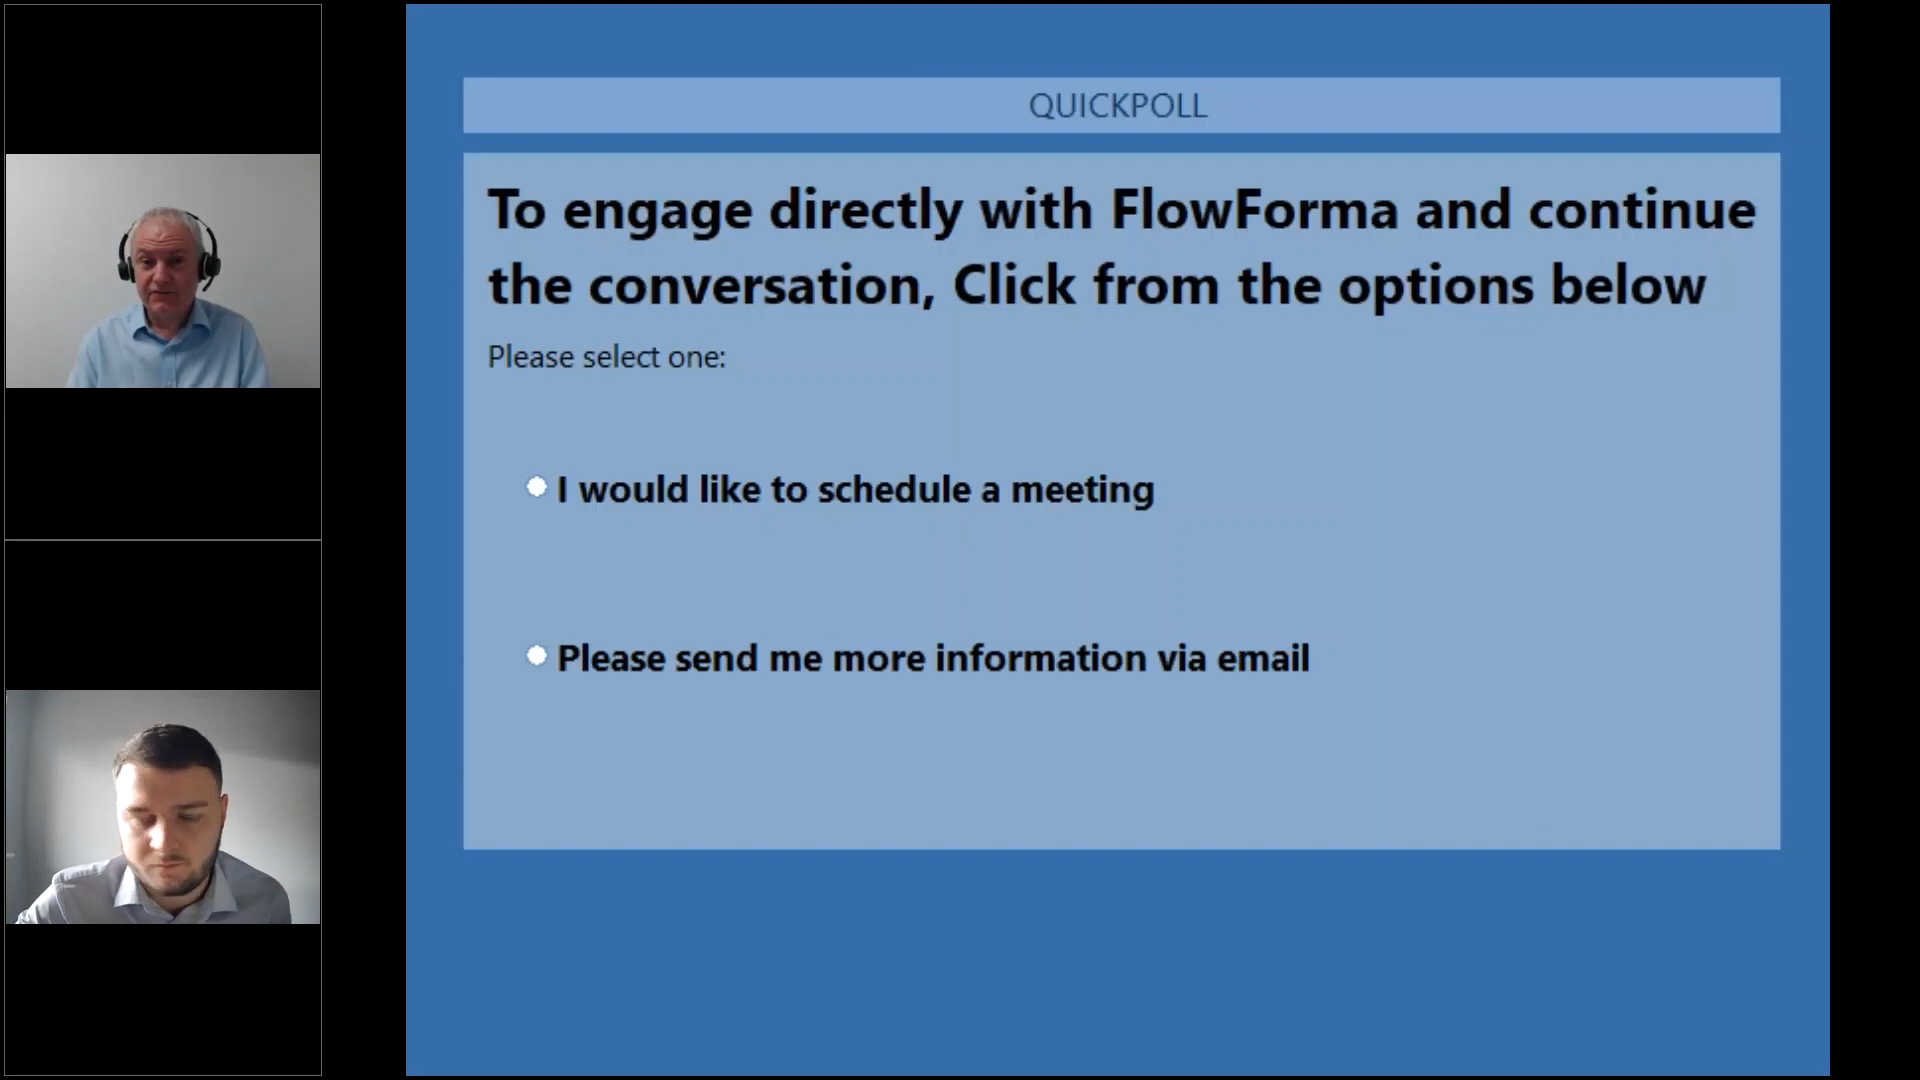 QUICKPOLL
To engage directly with FlowForma and continue
the conversation, Click from the options below
Please select one:
I would like to schedule a meeting
Please send me more information via email